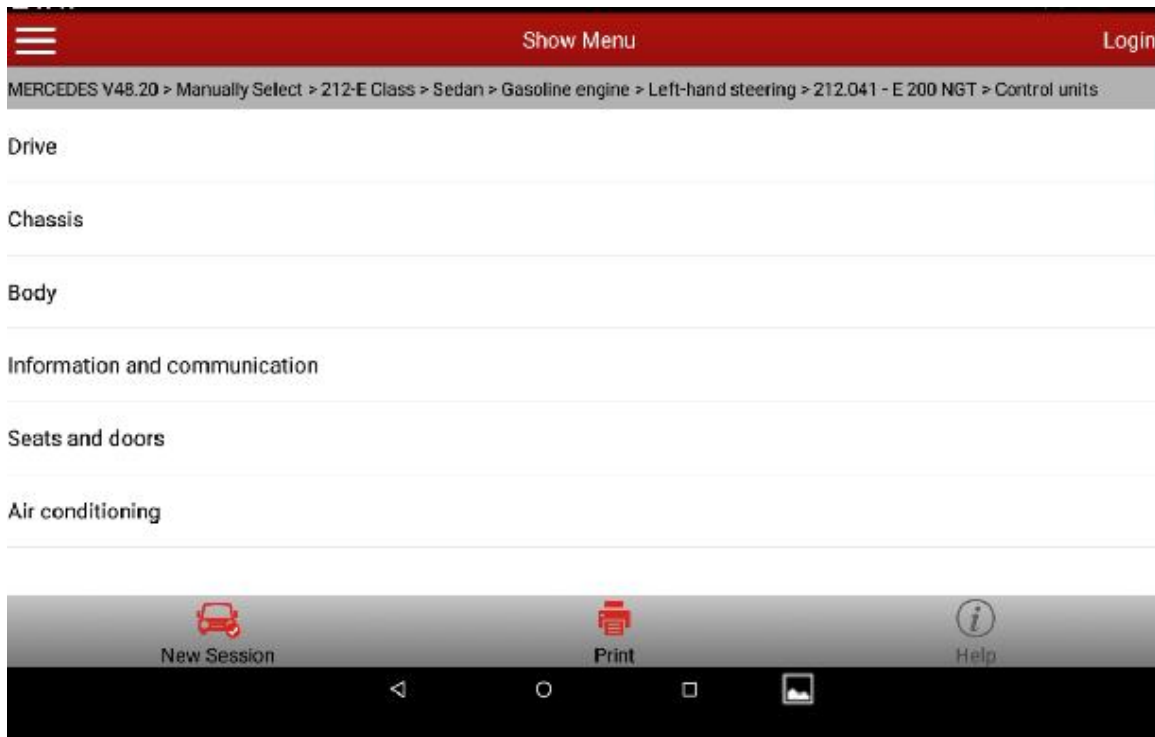 Show Menu
Login
MERCEDES V48.20 > Manually Select > 212-E Class > Sedan > Gasoline engine > Left-hand steering > 212.041 - E 200 NGT > Control units
Drive
Chassis
Body
Information and communication
Seats and doors
Air conditioning
New Session
Print
Help